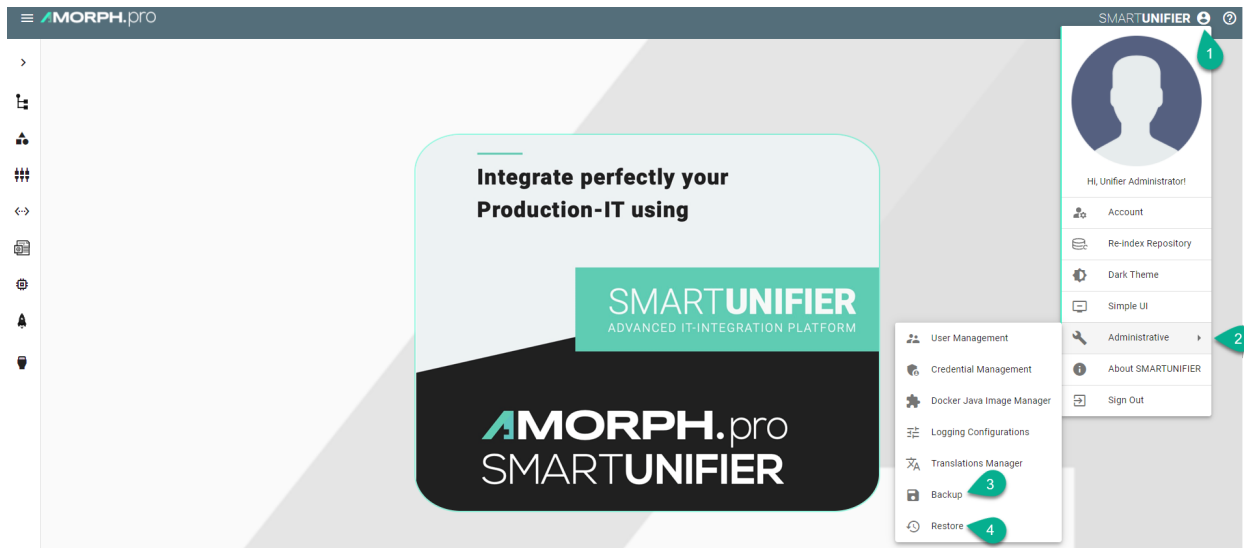 AMORPH.pro
SMARTUNIFIER
1
Hi, Unifier Administrator!
Account
Re-index Repository
Dark Theme
Simple UI
Administrative
2
About SMARTUNIFIER
Sign Out
User Management
Credential Management
Docker Java Image Manager
Logging Configurations
Translations Manager
Backup
3
Restore
4
Integrate perfectly your
Production-IT using
SMARTUNIFIER
ADVANCED IT-INTEGRATION PLATFORM
AMORPH.pro
SMARTUNIFIER